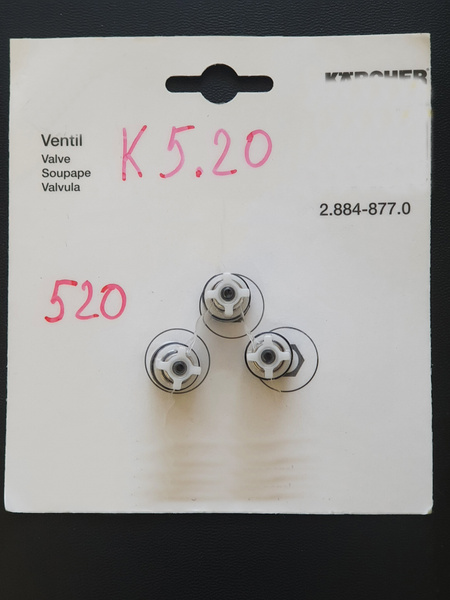 KÄRCHER
Ventil
Valve
Soupape
Valvula
K 5.20
2.884-877.0
520